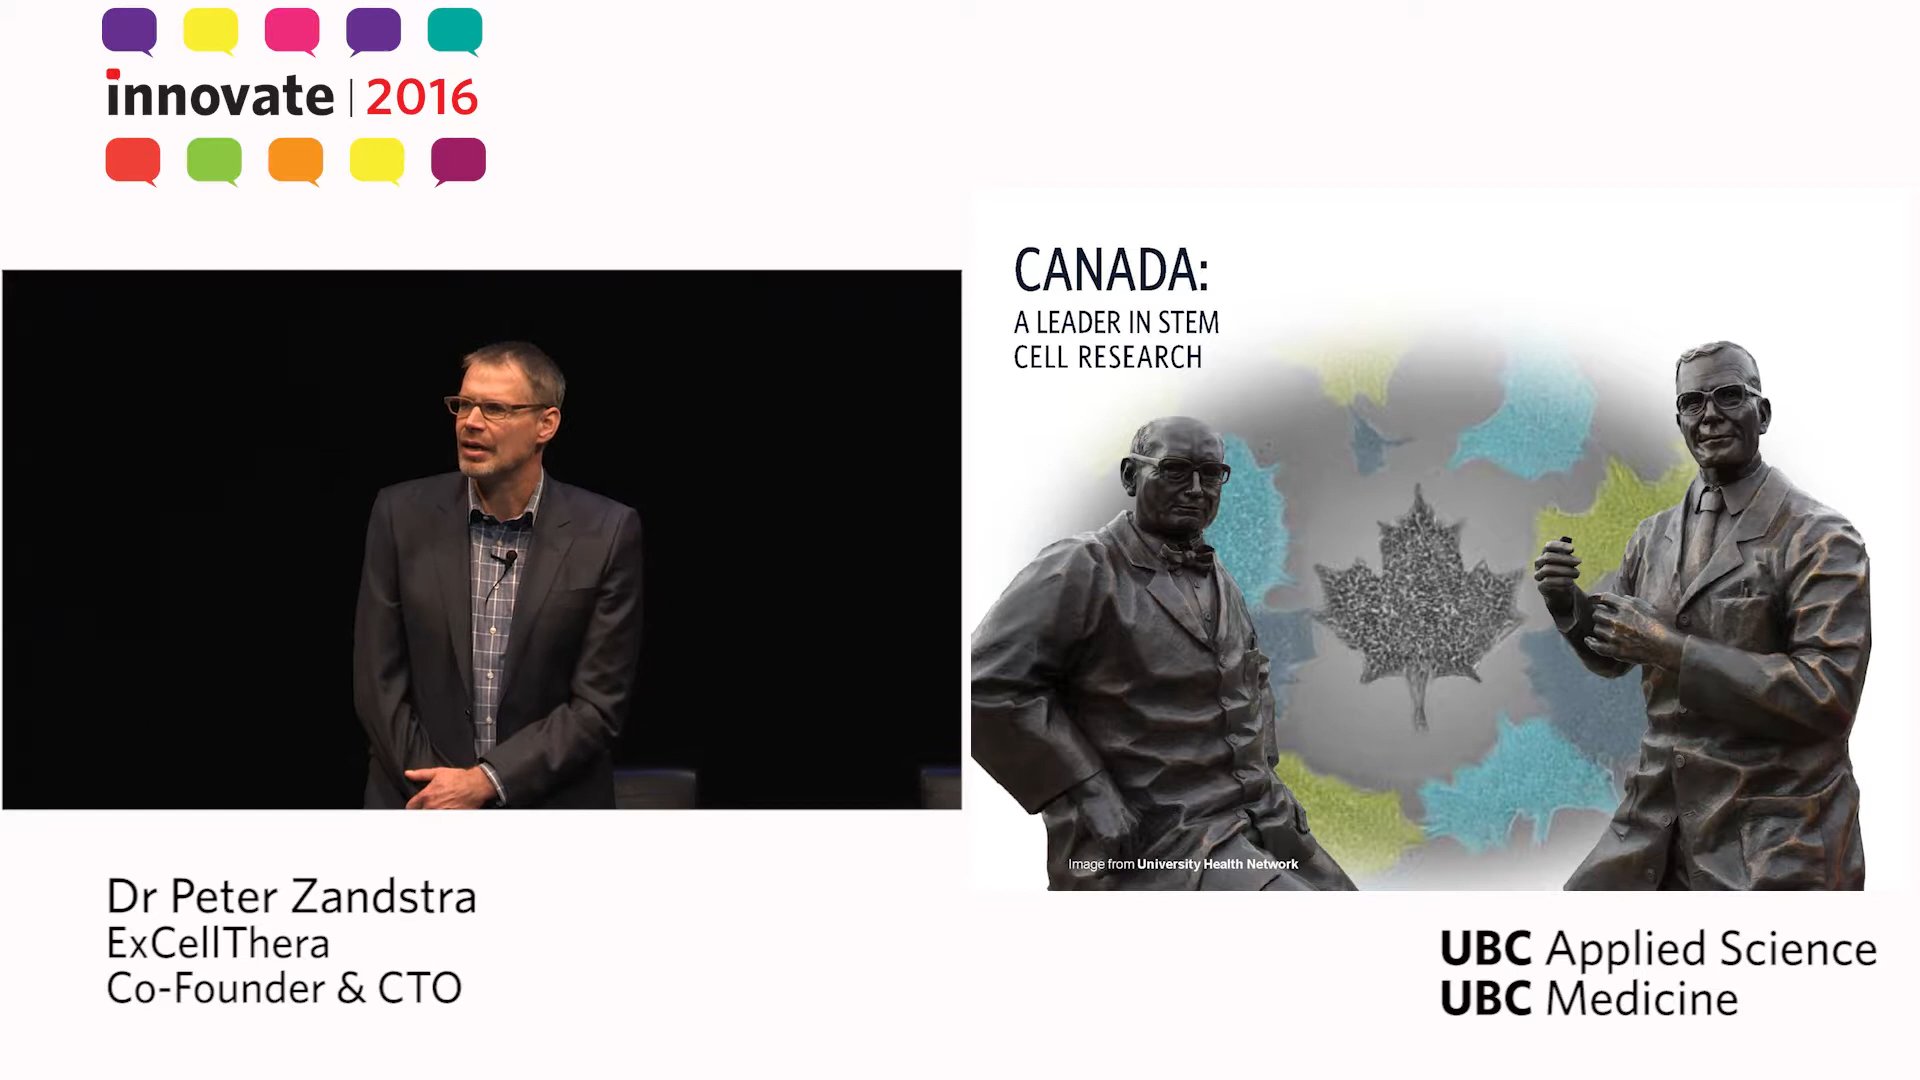 innovate | 2016
CANADA:
A LEADER IN STEM
CELL RESEARCH
Image from University Health Network
Dr Peter Zandstra
ExCellThera
Co-Founder & CTO
UBC Applied Science
UBC Medicine